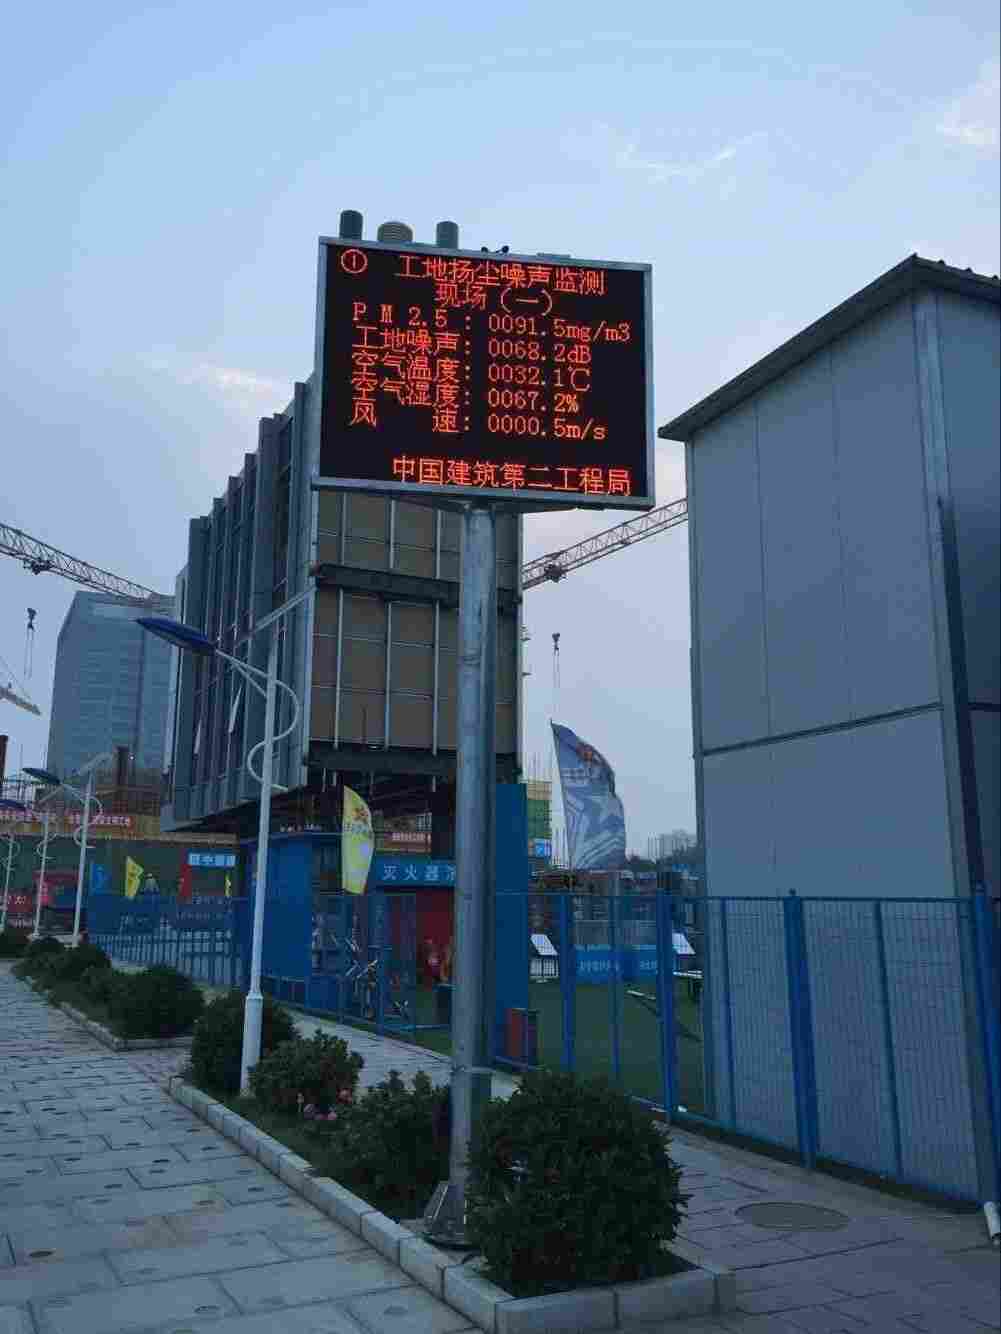 ① 工地扬尘噪声监测
现场（一）
PM2.5：0091.5mg/m3
工地噪声：0068.2dB
空气温度：0032.1℃
空气湿度：0067.2%
风 速：0000.5m/s
中国建筑第二工程局
灭火器